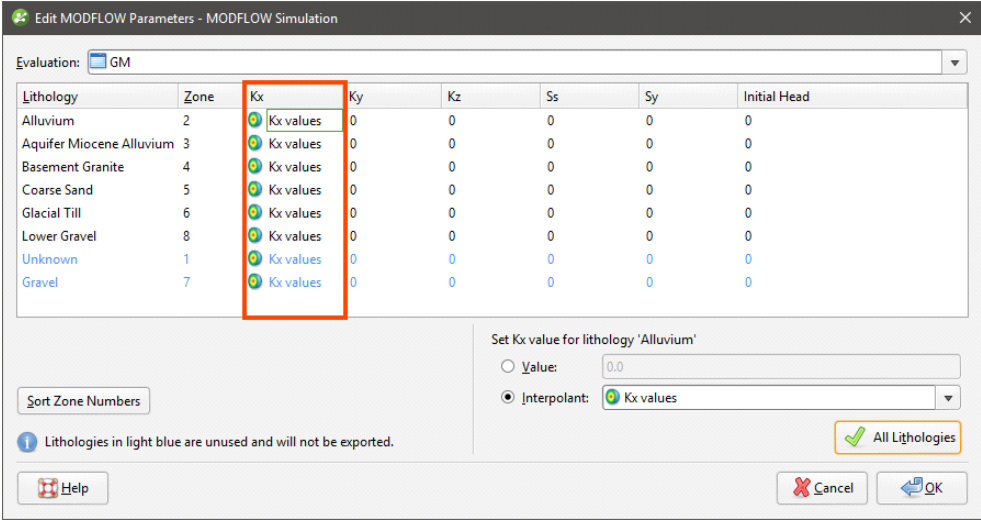 Edit MODFLOW Parameters - MODFLOW Simulation
Evaluation: GM
Lithology Zone Kx Ky Kz Ss Sy Initial Head
Alluvium 2 Kx values 0 0 0 0 0
Aquifer Miocene Alluvium 3 Kx values 0 0 0 0 0
Basement Granite 4 Kx values 0 0 0 0 0
Coarse Sand 5 Kx values 0 0 0 0 0
Glacial Till 6 Kx values 0 0 0 0 0
Lower Gravel 8 Kx values 0 0 0 0 0
Unknown 1 Kx values 0 0 0 0 0
Gravel 7 Kx values 0 0 0 0 0
Set Kx value for lithology 'Alluvium'
Value: 0.0
Interpolant: Kx values
Sort Zone Numbers
Lithologies in light blue are unused and will not be exported.
All Lithologies
Help Cancel OK